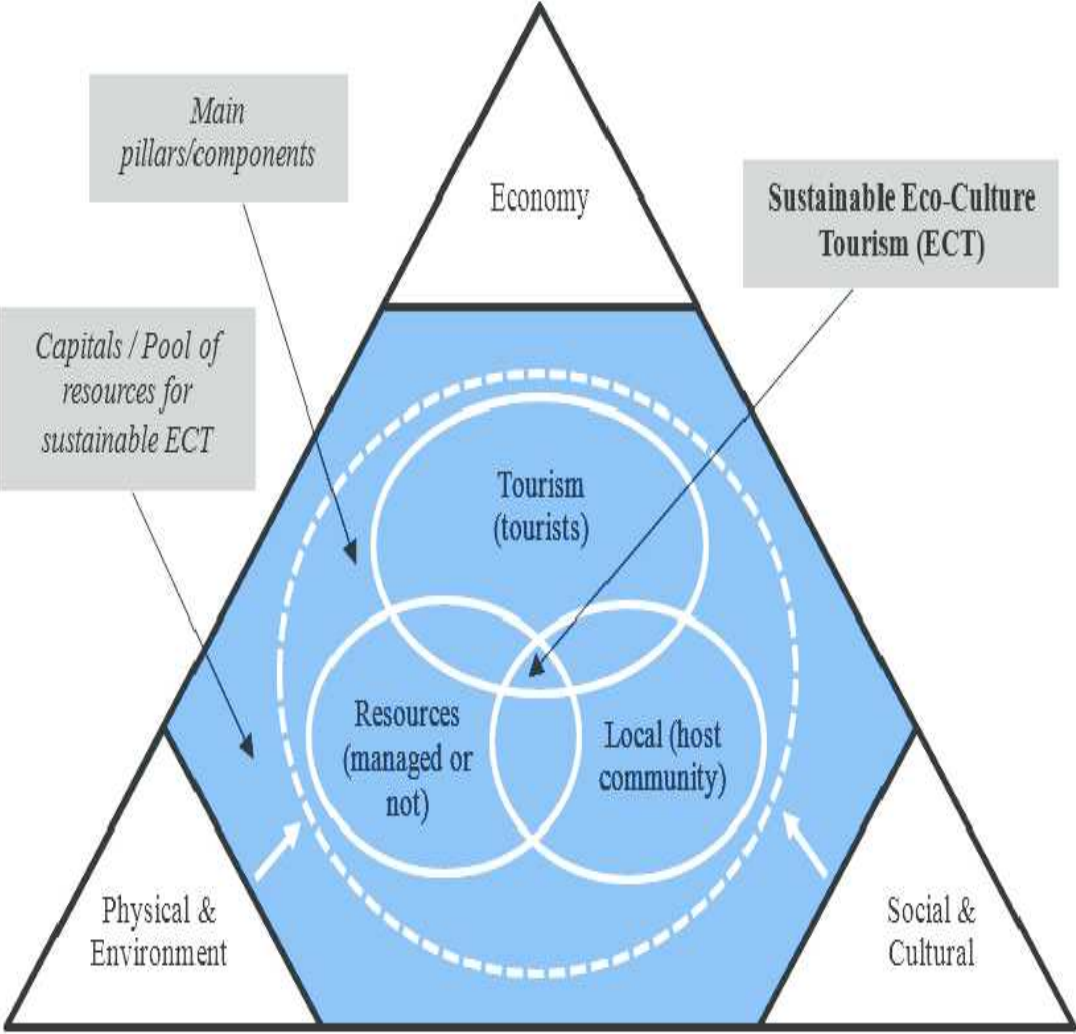 Main
pillars/components
Economy
Sustainable Eco-Culture
Tourism (ECT)
Capitals / Pool of
resources for
sustainable ECT
Tourism
(tourists)
Resources
(managed or
not)
Local (host
community)
Physical &
Environment
Social &
Cultural